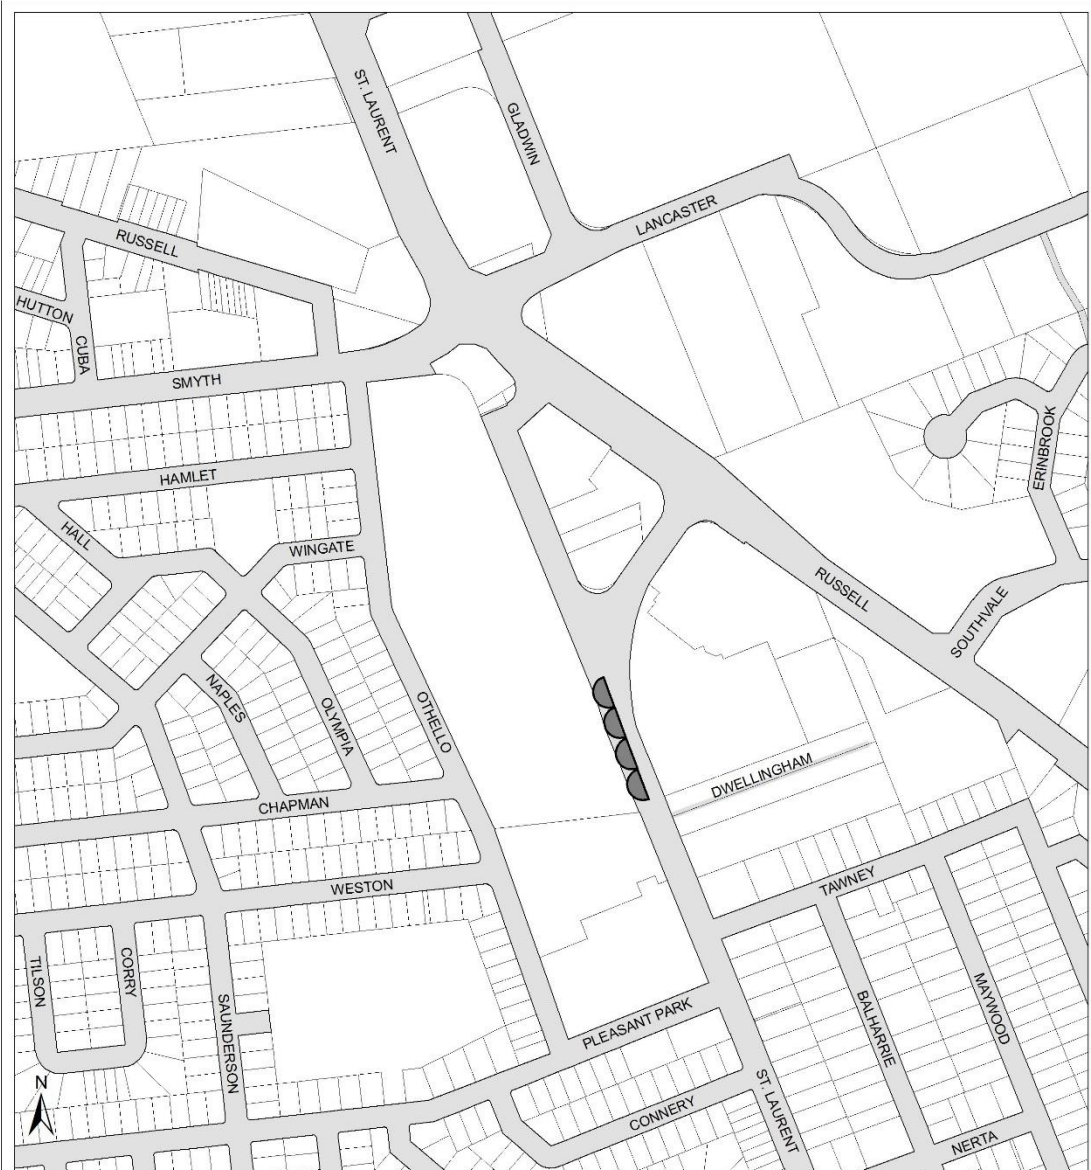 ST. LAURENT
GLADWIN
LANCASTER
RUSSELL
HUTTON
CUBA
SMYTH
ERINBROOK
HAMLET
HALL
WINGATE
RUSSELL
SOUTHVALE
NAPLES
OLYMPIA
OTHELLO
DWELLINGHAM
CHAPMAN
WESTON
TAWNEY
TILSON
CORRY
SAUNDERSON
PLEASANT PARK
BALHARRIE
MAYWOOD
N
CONNERY
ST. LAURENT
NERTA